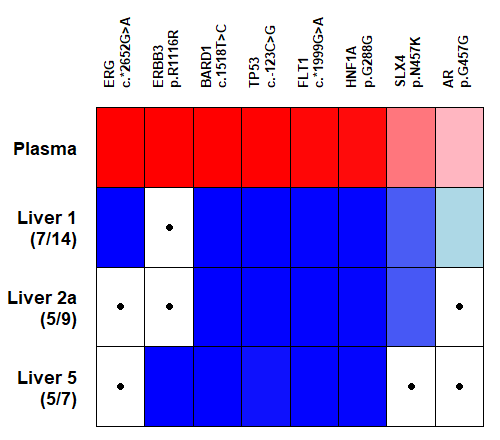 ERG
c.*2652G>A
ERBB3
p.R1116R
BARD1
c.1518T>C
TP53
c.-123C>G
FLT1
c.*1999G>A
HNF1A
p.G288G
SLX4
p.N457K
AR
p.G457G
Plasma
Liver 1
(7/14)
Liver 2a
(5/9)
Liver 5
(5/7)